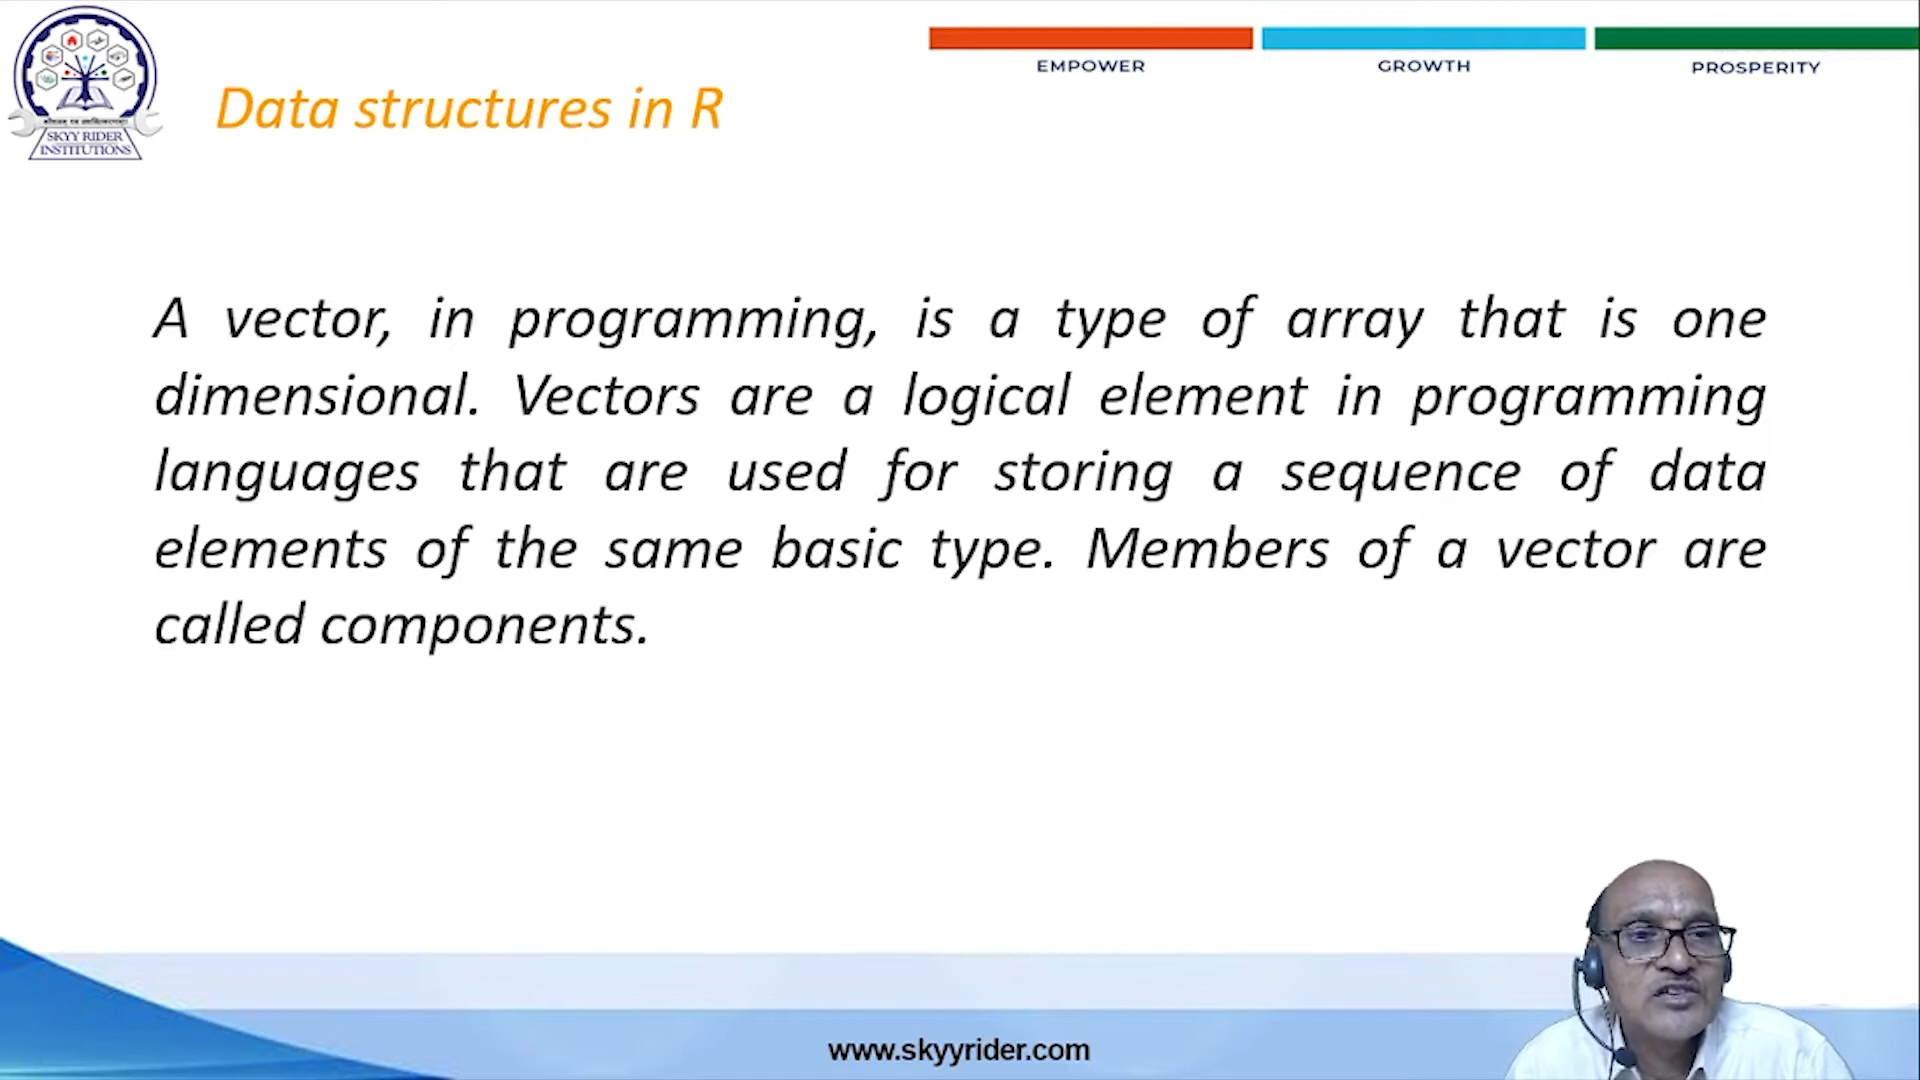 SKYY RIDER
INSTITUTIONS
EMPOWER
GROWTH
PROSPERITY
Data structures in R
A vector, in programming, is a type of array that is one
dimensional. Vectors are a logical element in programming
languages that are used for storing a sequence of data
elements of the same basic type. Members of a vector are
called components.
www.skyyrider.com